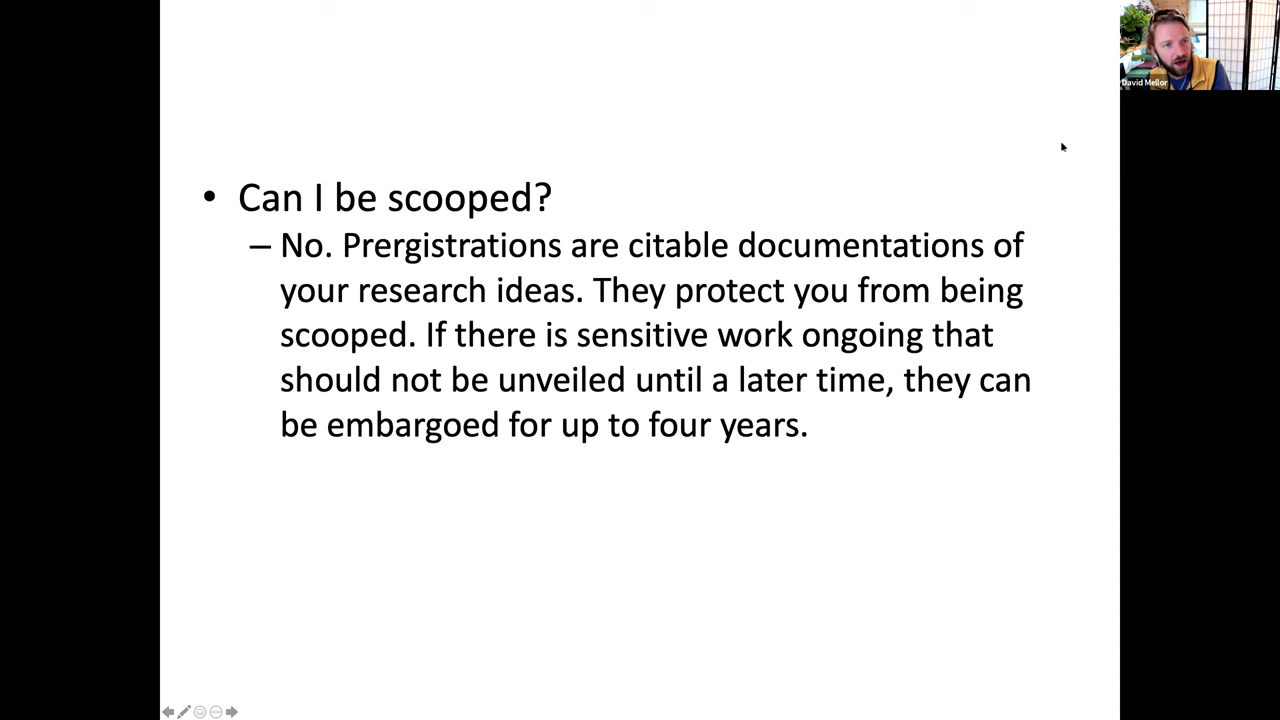 David Mellor
• Can I be scooped?
– No. Prergistrations are citable documentations of
your research ideas. They protect you from being
scooped. If there is sensitive work ongoing that
should not be unveiled until a later time, they can
be embargoed for up to four years.